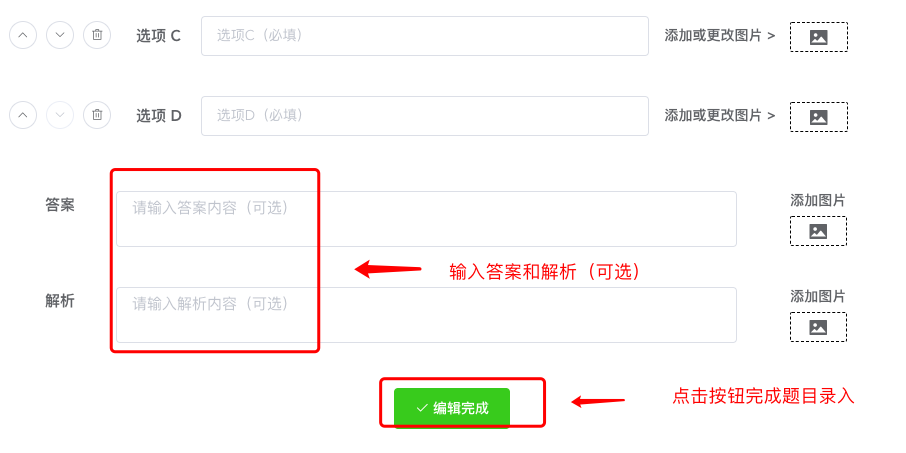 选项 C 选项C（必填） 添加或更改图片 >
选项 D 选项D（必填） 添加或更改图片 >
答案 请输入答案内容（可选） 添加图片
输入答案和解析（可选）
解析 请输入解析内容（可选） 添加图片
编辑完成 点击按钮完成题目录入